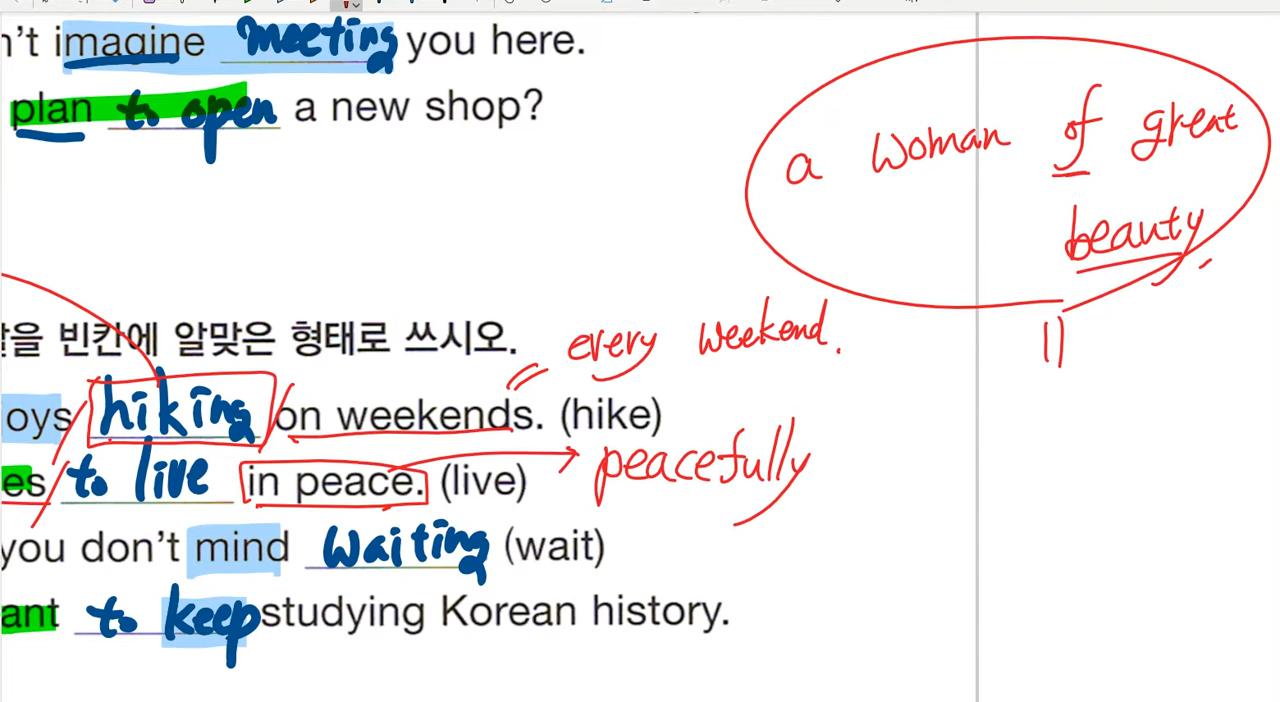 n't imagine meeting you here.
plan to open a new shop?
a woman of great
beauty
을 빈칸에 알맞은 형태로 쓰시오.
every weekend.
oys hiking on weekends. (hike)
es to live in peace. (live)
peacefully
you don't mind waiting (wait)
ant to keep studying Korean history.